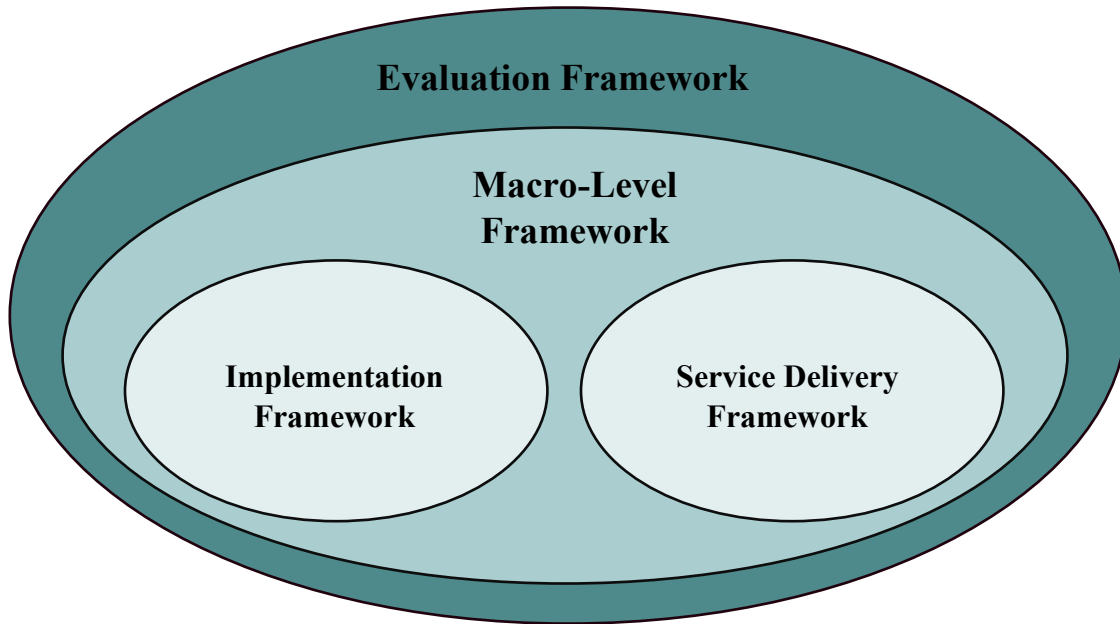 Evaluation Framework
Macro-Level
Framework
Implementation
Framework
Service Delivery
Framework